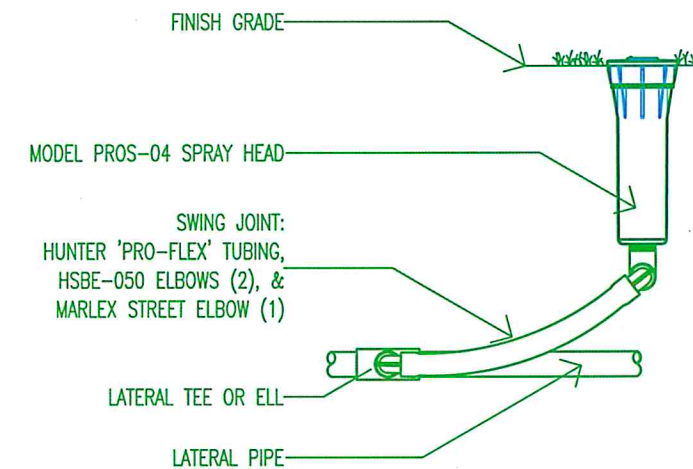 FINISH GRADE
MODEL PROS-04 SPRAY HEAD
SWING JOINT:
HUNTER 'PRO-FLEX' TUBING,
HSBE-050 ELBOWS (2), &
MARLEX STREET ELBOW (1)
LATERAL TEE OR ELL
LATERAL PIPE